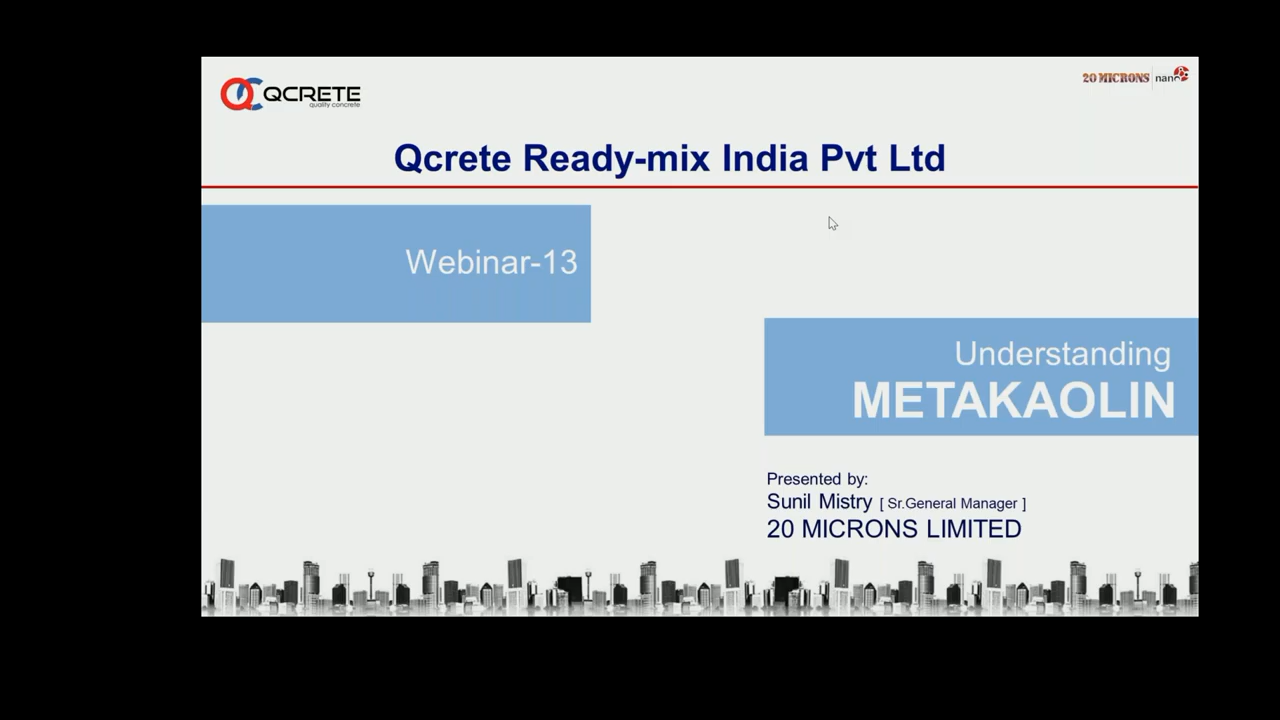 QCRETE
quality concrete
20 MICRONS nano
Qcrete Ready-mix India Pvt Ltd
Webinar-13
Understanding
METAKAOLIN
Presented by:
Sunil Mistry [ Sr.General Manager ]
20 MICRONS LIMITED